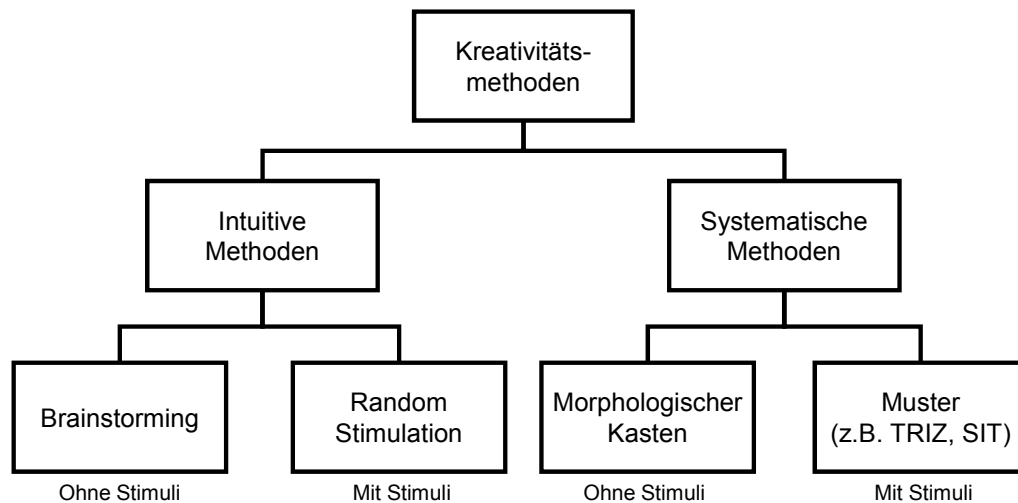 Kreativitäts-
methoden
Intuitive
Methoden
Systematische
Methoden
Brainstorming
Random
Stimulation
Morphologischer
Kasten
Muster
(z.B. TRIZ, SIT)
Ohne Stimuli
Mit Stimuli
Ohne Stimuli
Mit Stimuli